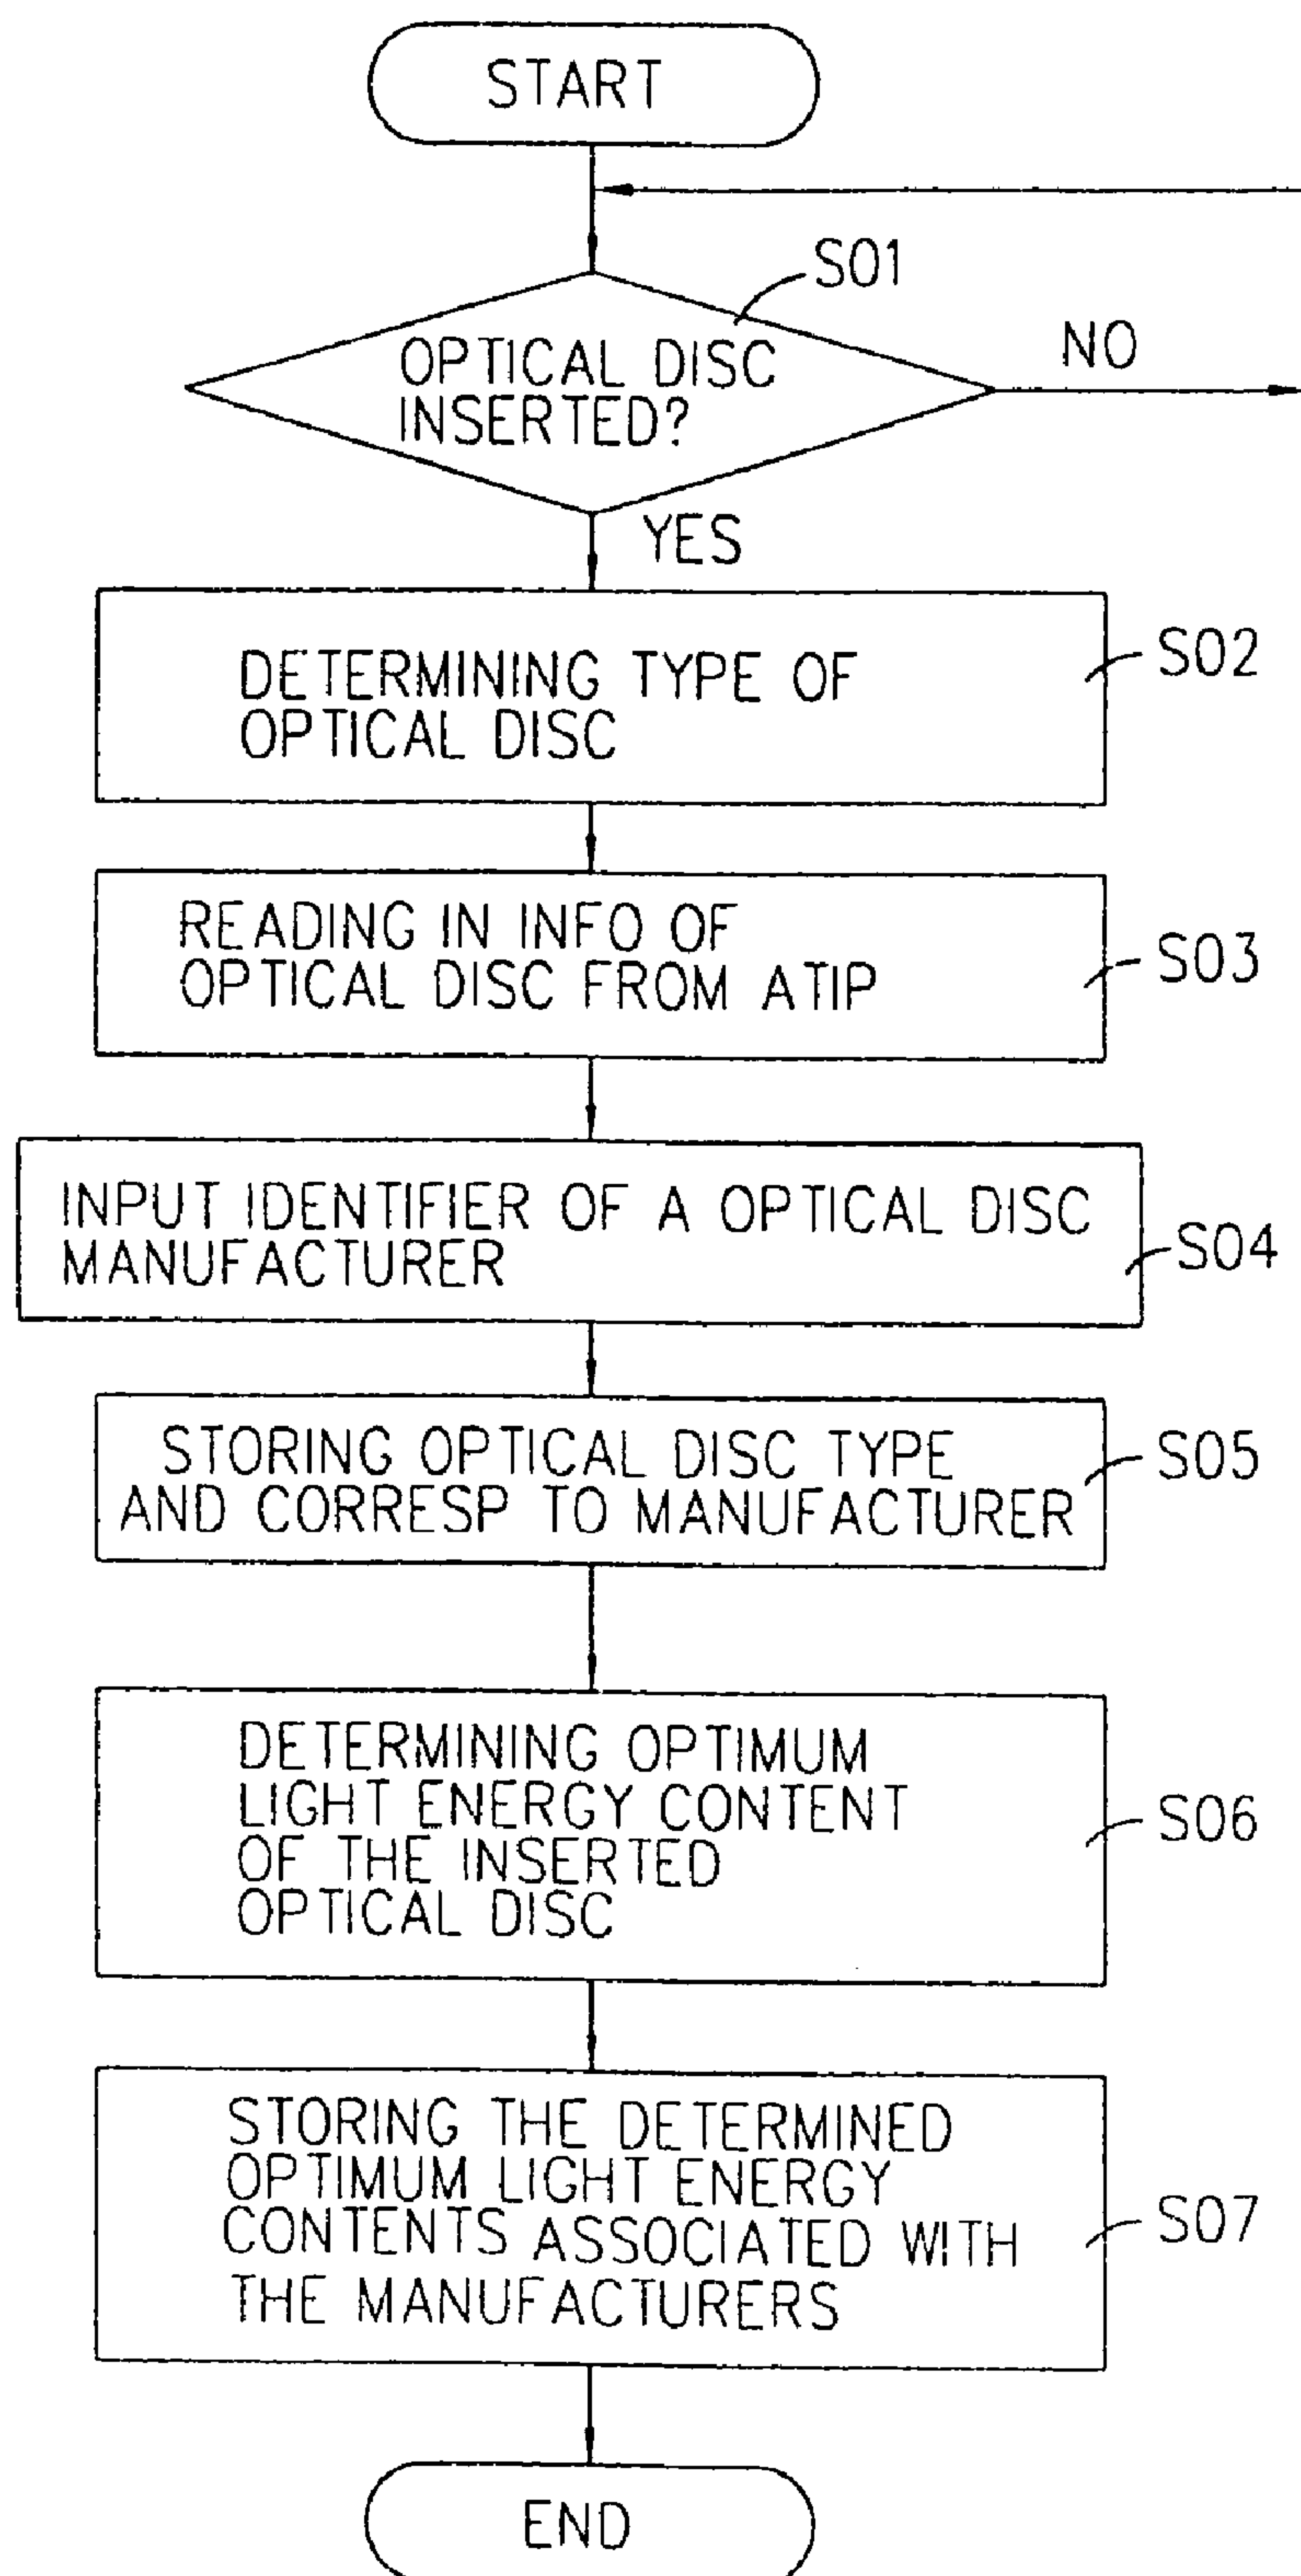 START
S01
OPTICAL DISC
INSERTED?
NO
YES
DETERMINING TYPE OF
OPTICAL DISC
S02
READING IN INFO OF
OPTICAL DISC FROM ATIP
S03
INPUT IDENTIFIER OF A OPTICAL DISC
MANUFACTURER
S04
STORING OPTICAL DISC TYPE
AND CORRESP TO MANUFACTURER
S05
DETERMINING OPTIMUM
LIGHT ENERGY CONTENT
OF THE INSERTED
OPTICAL DISC
S06
STORING THE DETERMINED
OPTIMUM LIGHT ENERGY
CONTENTS ASSOCIATED WITH
THE MANUFACTURERS
S07
END